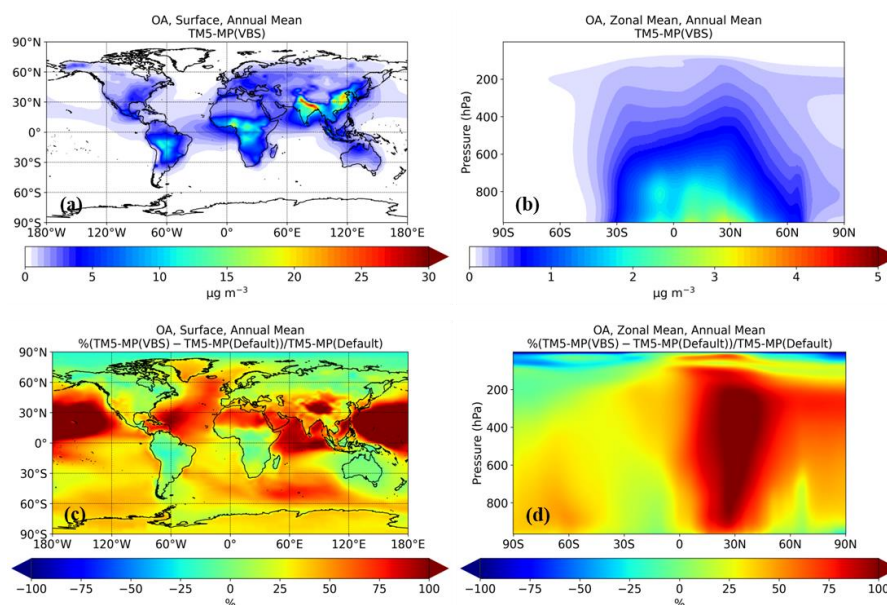 OA, Surface, Annual Mean
TM5-MP(VBS)
90°N
60°N
30°N
0°
30°S
60°S
90°S
(a)
180°W 120°W 60°W 0° 60°E 120°E 180°E
0 5 10 15 20 25 30
µg m⁻³
OA, Zonal Mean, Annual Mean
TM5-MP(VBS)
Pressure (hPa)
200
400
600
800
(b)
90S 60S 30S 0 30N 60N 90N
0 1 2 3 4 5
µg m⁻³
OA, Surface, Annual Mean
%(TM5-MP(VBS) − TM5-MP(Default))/TM5-MP(Default)
90°N
60°N
30°N
0°
30°S
60°S
90°S
(c)
180°W 120°W 60°W 0° 60°E 120°E 180°E
−100 −75 −50 −25 0 25 50 75 100
%
OA, Zonal Mean, Annual Mean
%(TM5-MP(VBS) − TM5-MP(Default))/TM5-MP(Default)
Pressure (hPa)
200
400
600
800
(d)
90S 60S 30S 0 30N 60N 90N
−100 −75 −50 −25 0 25 50 75 100
%